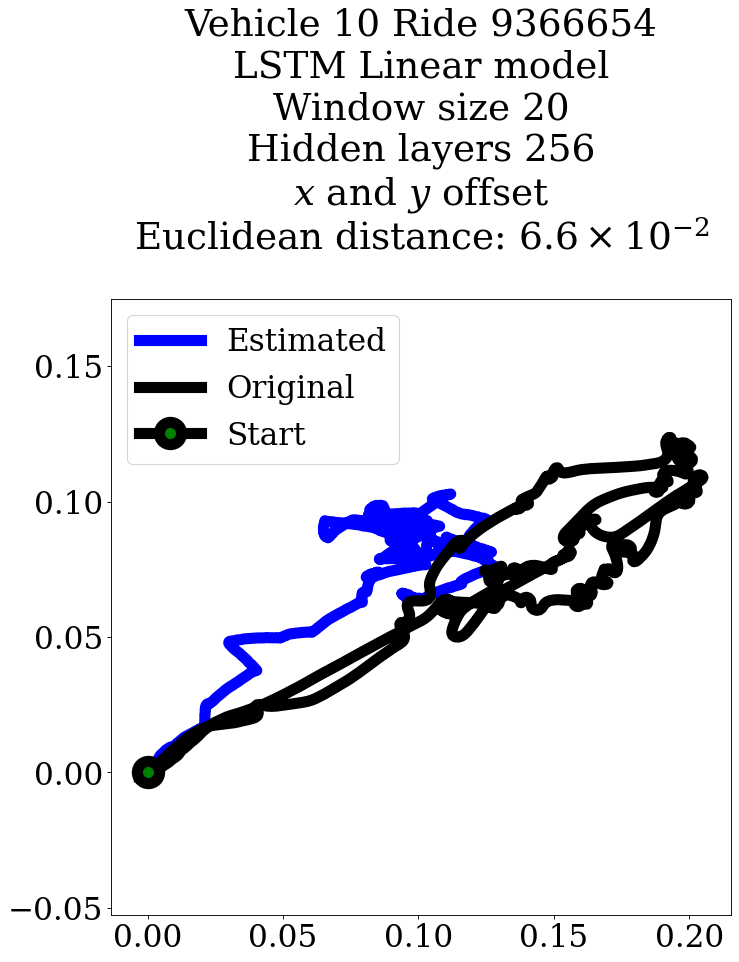 Vehicle 10 Ride 9366654
LSTM Linear model
Window size 20
Hidden layers 256
x and y offset
Euclidean distance: 6.6 × 10⁻²
Estimated
Original
Start
0.15
0.10
0.05
0.00
−0.05
0.00 0.05 0.10 0.15 0.20